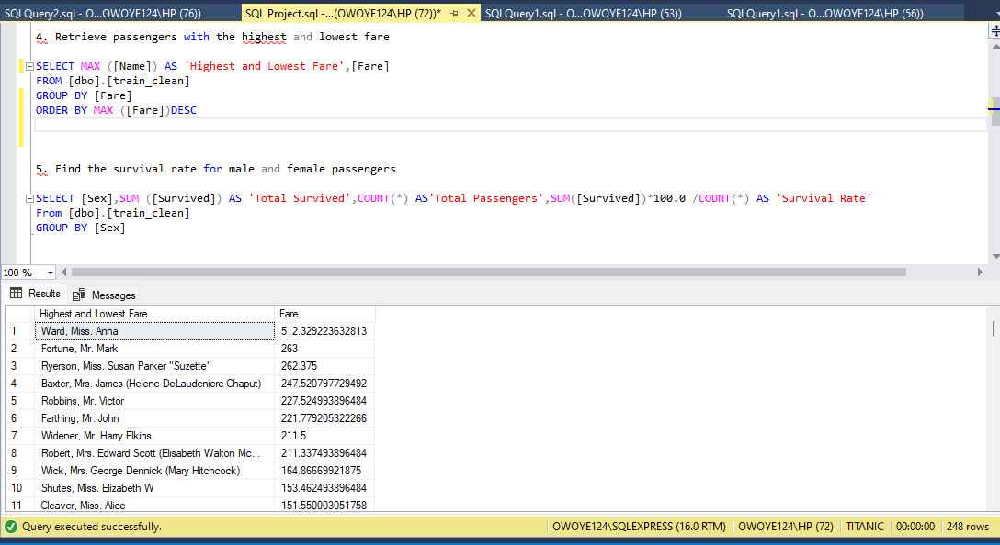 SQLQuery2.sql - O...OWOYE124\HP (76)) SQL Project.sql -...(OWOYE124\HP (72))* SQLQuery1.sql - O...OWOYE124\HP (53)) SQLQuery1.sql - O...OWOYE124\HP (56))
4. Retrieve passengers with the highest and lowest fare
SELECT MAX ([Name]) AS 'Highest and Lowest Fare',[Fare]
FROM [dbo].[train_clean]
GROUP BY [Fare]
ORDER BY MAX ([Fare])DESC
5. Find the survival rate for male and female passengers
SELECT [Sex],SUM ([Survived]) AS 'Total Survived',COUNT(*) AS'Total Passengers',SUM([Survived])*100.0 /COUNT(*) AS 'Survival Rate'
From [dbo].[train_clean]
GROUP BY [Sex]
100 %
Results Messages
Highest and Lowest Fare Fare
1 Ward, Miss. Anna 512.329223632813
2 Fortune, Mr. Mark 263
3 Ryerson, Miss. Susan Parker "Suzette" 262.375
4 Baxter, Mrs. James (Helene DeLaudeniere Chaput) 247.520797729492
5 Robbins, Mr. Victor 227.524993896484
6 Farthing, Mr. John 221.779205322266
7 Widener, Mr. Harry Elkins 211.5
8 Robert, Mrs. Edward Scott (Elisabeth Walton Mc... 211.337493896484
9 Wick, Mrs. George Dennick (Mary Hitchcock) 164.86669921875
10 Shutes, Miss. Elizabeth W 153.462493896484
11 Cleaver, Miss. Alice 151.550003051758
Query executed successfully. OWOYE124\SQLEXPRESS (16.0 RTM) OWOYE124\HP (72) TITANIC 00:00:00 248 rows